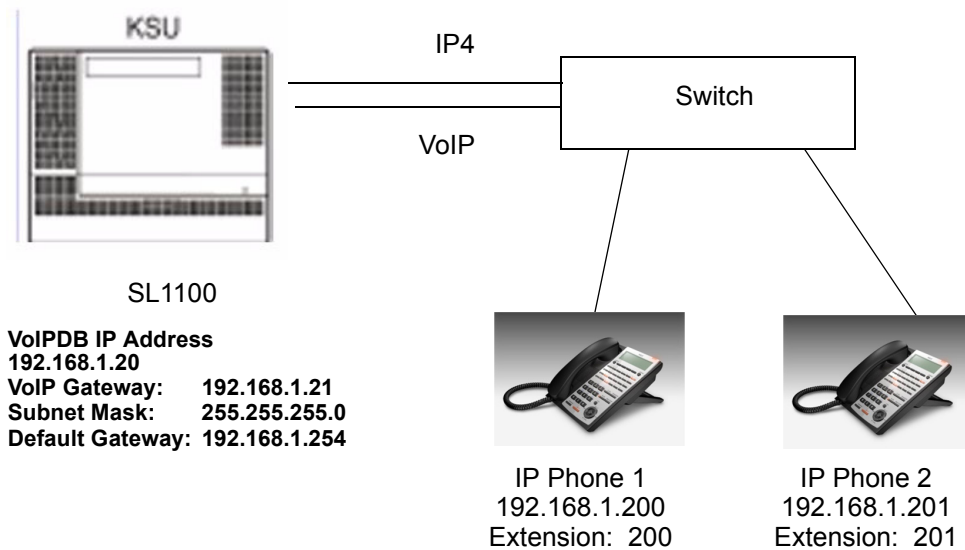 KSU
IP4
Switch
VoIP
SL1100
VoIPDB IP Address
192.168.1.20
VoIP Gateway: 192.168.1.21
Subnet Mask: 255.255.255.0
Default Gateway: 192.168.1.254
IP Phone 1
192.168.1.200
Extension: 200
IP Phone 2
192.168.1.201
Extension: 201